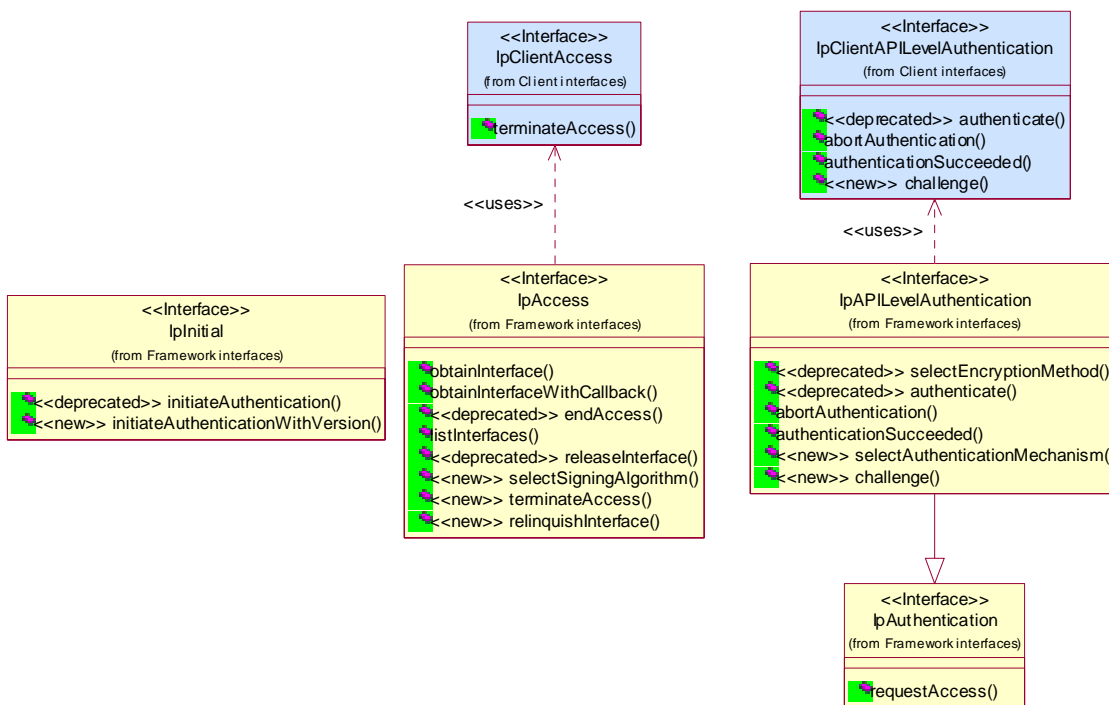 <<Interface>>
IpClientAccess
(from Client interfaces)
terminateAccess()
<<Interface>>
IpClientAPILevelAuthentication
(from Client interfaces)
<<deprecated>> authenticate()
abortAuthentication()
authenticationSucceeded()
<<new>> challenge()
<<uses>>
<<uses>>
<<Interface>>
IpInitial
(from Framework interfaces)
<<deprecated>> initiateAuthentication()
<<new>> initiateAuthenticationWithVersion()
<<Interface>>
IpAccess
(from Framework interfaces)
obtainInterface()
obtainInterfaceWithCallback()
<<deprecated>> endAccess()
listInterfaces()
<<deprecated>> releaseInterface()
<<new>> selectSigningAlgorithm()
<<new>> terminateAccess()
<<new>> relinquishInterface()
<<Interface>>
IpAPILevelAuthentication
(from Framework interfaces)
<<deprecated>> selectEncryptionMethod()
<<deprecated>> authenticate()
abortAuthentication()
authenticationSucceeded()
<<new>> selectAuthenticationMechanism()
<<new>> challenge()
<<Interface>>
IpAuthentication
(from Framework interfaces)
requestAccess()